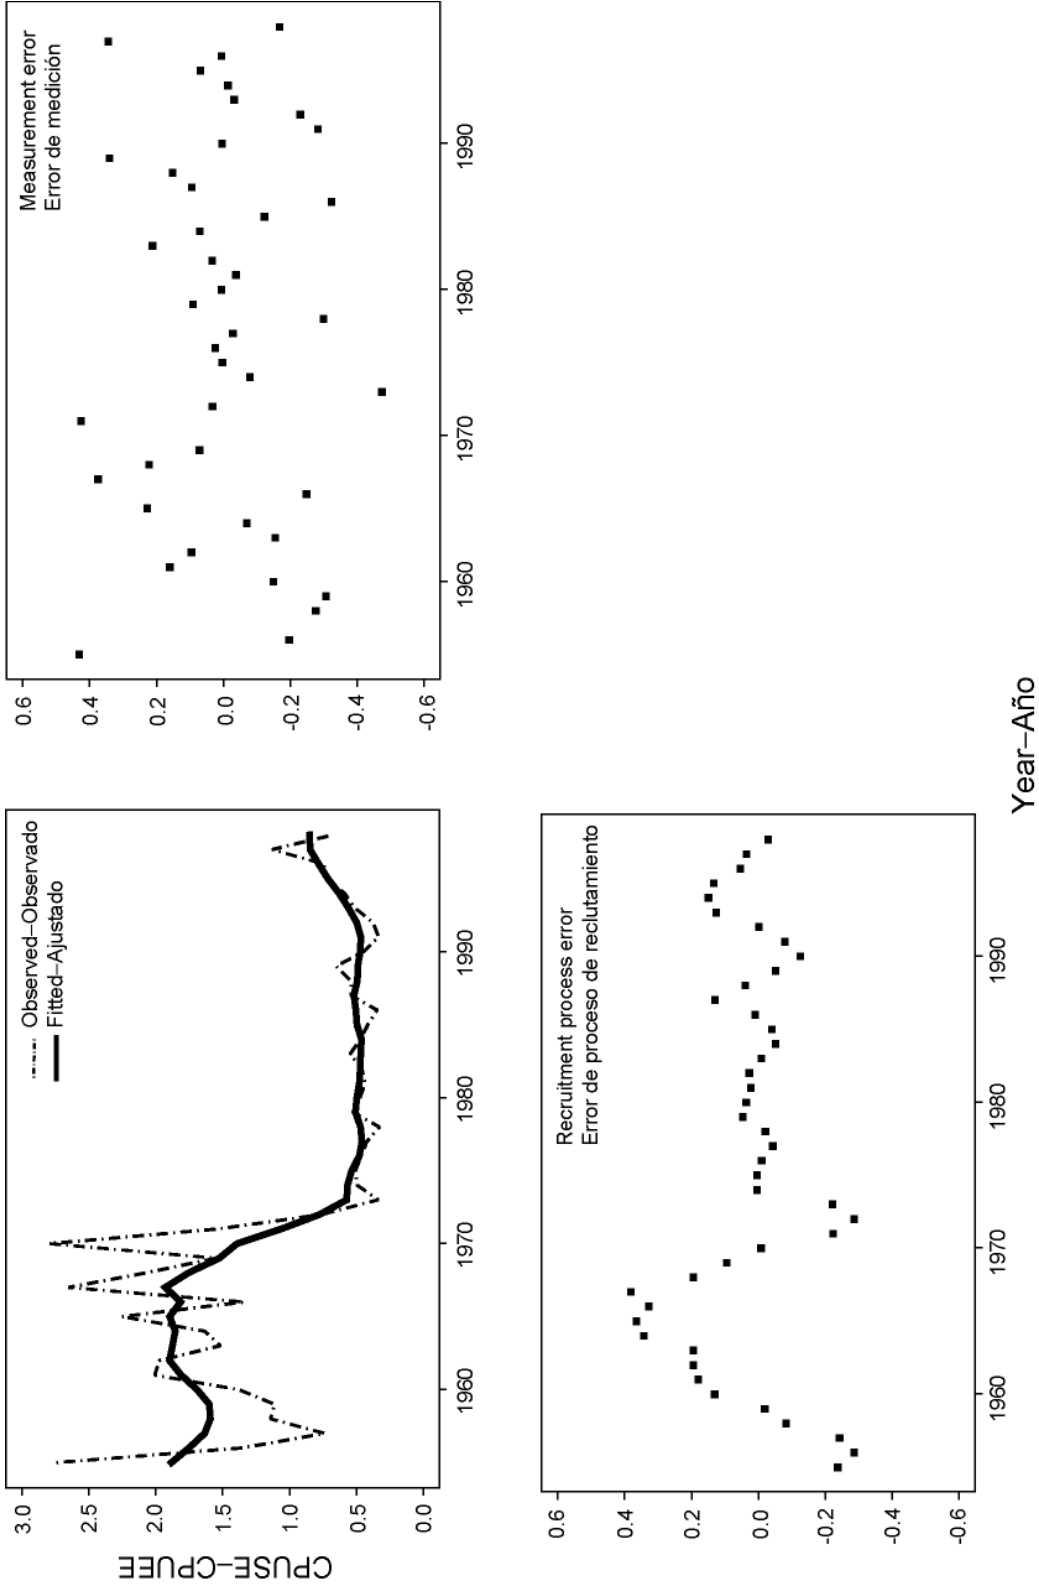 CPUSE–CPUEE
3.0
2.5
2.0
1.5
1.0
0.5
0.0
Observed–Observado
Fitted–Ajustado
1960 1970 1980 1990
0.6
0.4
0.2
0.0
-0.2
-0.4
-0.6
Measurement error
Error de medición
1960 1970 1980 1990
0.6
0.4
0.2
0.0
-0.2
-0.4
-0.6
Recruitment process error
Error de proceso de reclutamiento
1960 1970 1980 1990
Year–Año